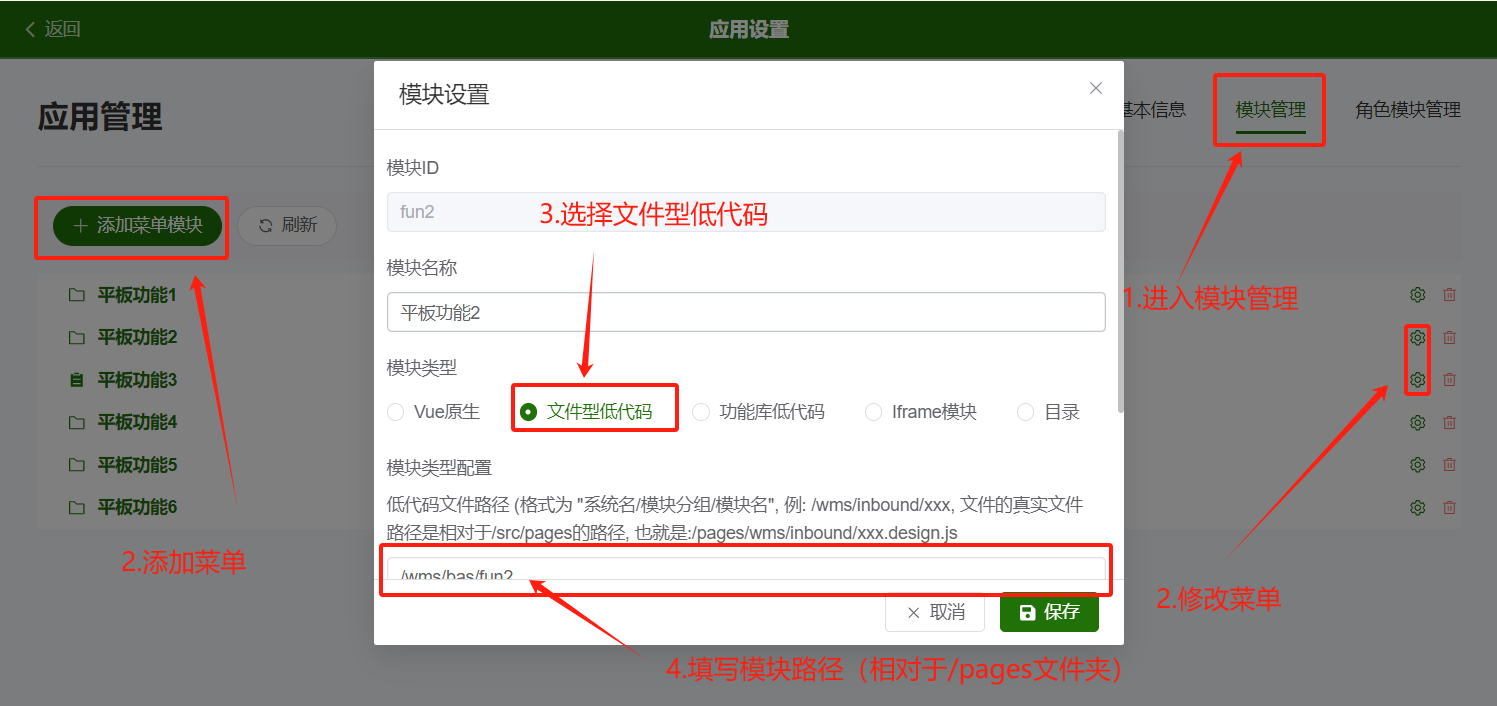 返回
应用设置
应用管理
基本信息
模块管理
角色模块管理
添加菜单模块
刷新
平板功能1
平板功能2
平板功能3
平板功能4
平板功能5
平板功能6
模块设置
模块ID
fun2
3.选择文件型低代码
模块名称
平板功能2
模块类型
Vue原生
文件型低代码
功能库低代码
Iframe模块
目录
模块类型配置
低代码文件路径 (格式为 "系统名/模块分组/模块名", 例: /wms/inbound/xxx, 文件的真实文件
路径是相对于/src/pages的路径, 也就是:/pages/wms/inbound/xxx.design.js
/wms/bas/fun2
取消
保存
1.进入模块管理
2.添加菜单
2.修改菜单
4.填写模块路径（相对于/pages文件夹）